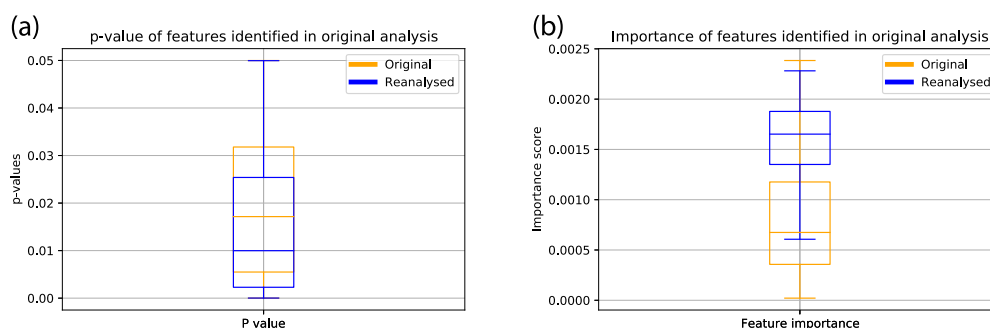 (a)
p-value of features identified in original analysis
Original
Reanalysed
0.05
0.04
0.03
0.02
0.01
0.00
p-values
P value
(b)
Importance of features identified in original analysis
Original
Reanalysed
0.0025
0.0020
0.0015
0.0010
0.0005
0.0000
Importance score
Feature importance